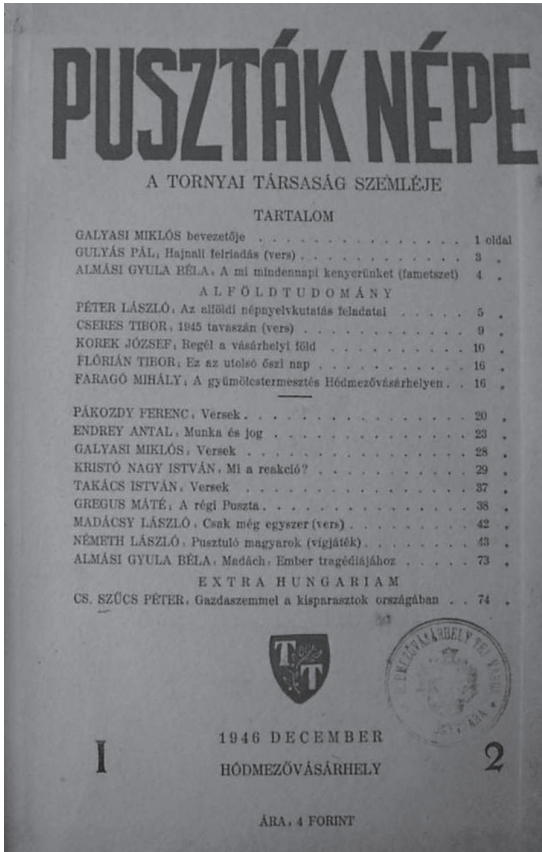 PUSZTÁK NÉPE
A TORNYAI TÁRSASÁG SZEMLÉJE
TARTALOM
GALYASI MIKLÓS bevezetője . . . . . . . . . . . . . . . 1 oldal
GULYÁS PÁL, Hajnali felriadás (vers) . . . . . . . . . . . . 3 „
ALMÁSI GYULA BÉLA, A mi mindennapi kenyerünket (fametszet) 4 „
ALFÖLDTUDOMÁNY
PÉTER LÁSZLÓ, Az alföldi népnyelvkutatás feladatai . . . . . 5 „
CSERES TIBOR, 1945 tavaszán (vers) . . . . . . . . . . . . 9 „
KOREK JÓZSEF, Regél a vásárhelyi föld . . . . . . . . . . 10 „
FLÓRIÁN TIBOR, Ez az utolsó őszi nap . . . . . . . . . . . 16 „
FARAGÓ MIHÁLY, A gyümölcstermesztés Hódmezővásárhelyen . . 16 „
PÁKOZDY FERENC, Versek . . . . . . . . . . . . . . . . 20 „
ENDREY ANTAL, Munka és jog . . . . . . . . . . . . . . 23 „
GALYASI MIKLÓS, Versek . . . . . . . . . . . . . . . . 28 „
KRISTÓ NAGY ISTVÁN, Mi a reakció? . . . . . . . . . . . . 29 „
TAKÁCS ISTVÁN, Versek . . . . . . . . . . . . . . . . 37 „
GREGUS MÁTÉ, A régi Puszta . . . . . . . . . . . . . . . 38 „
MADÁCSY LÁSZLÓ, Csak még egyszer (vers) . . . . . . . . . 42 „
NÉMETH LÁSZLÓ, Pusztuló magyarok (vígjáték) . . . . . . . . 43 „
ALMÁSI GYULA BÉLA, Madách, Ember tragédiájához . . . . . 73 „
EXTRA HUNGARIAM
CS. SZŰCS PÉTER, Gazdaszemmel a kisparasztok országában . . 74 „
T T
1946 DECEMBER
I 2
HÓDMEZŐVÁSÁRHELY
ÁRA, 4 FORINT